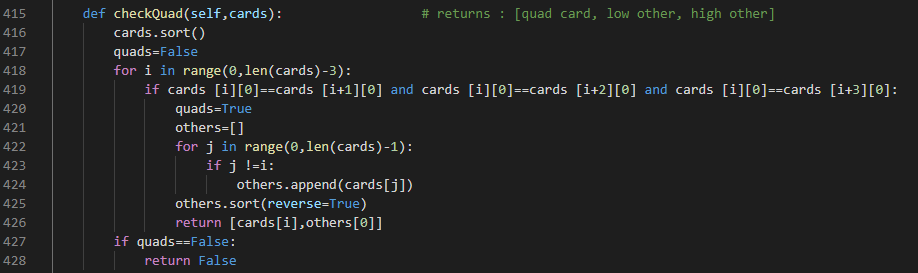 415 def checkQuad(self,cards): # returns : [quad card, low other, high other]
416 cards.sort()
417 quads=False
418 for i in range(0,len(cards)-3):
419 if cards [i][0]==cards [i+1][0] and cards [i][0]==cards [i+2][0] and cards [i][0]==cards [i+3][0]:
420 quads=True
421 others=[]
422 for j in range(0,len(cards)-1):
423 if j !=i:
424 others.append(cards[j])
425 others.sort(reverse=True)
426 return [cards[i],others[0]]
427 if quads==False:
428 return False